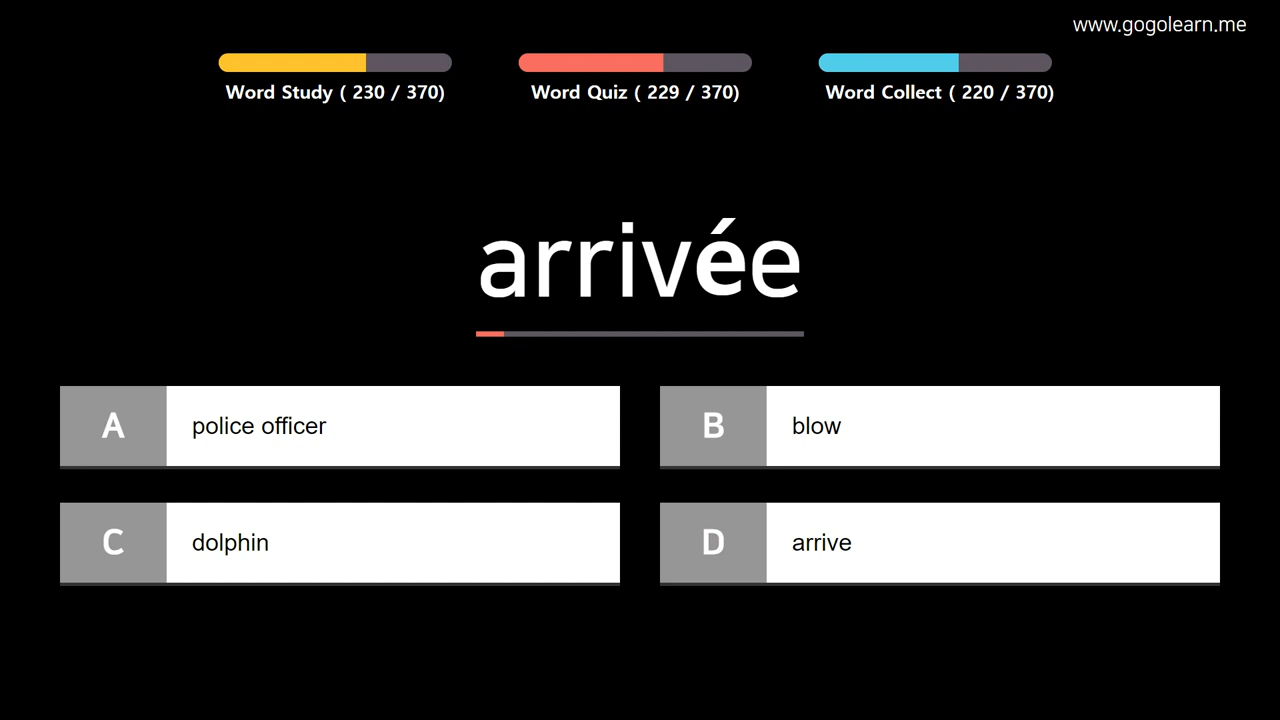 www.gogolearn.me
Word Study ( 230 / 370)
Word Quiz ( 229 / 370)
Word Collect ( 220 / 370)
arrivée
A police officer
B blow
C dolphin
D arrive